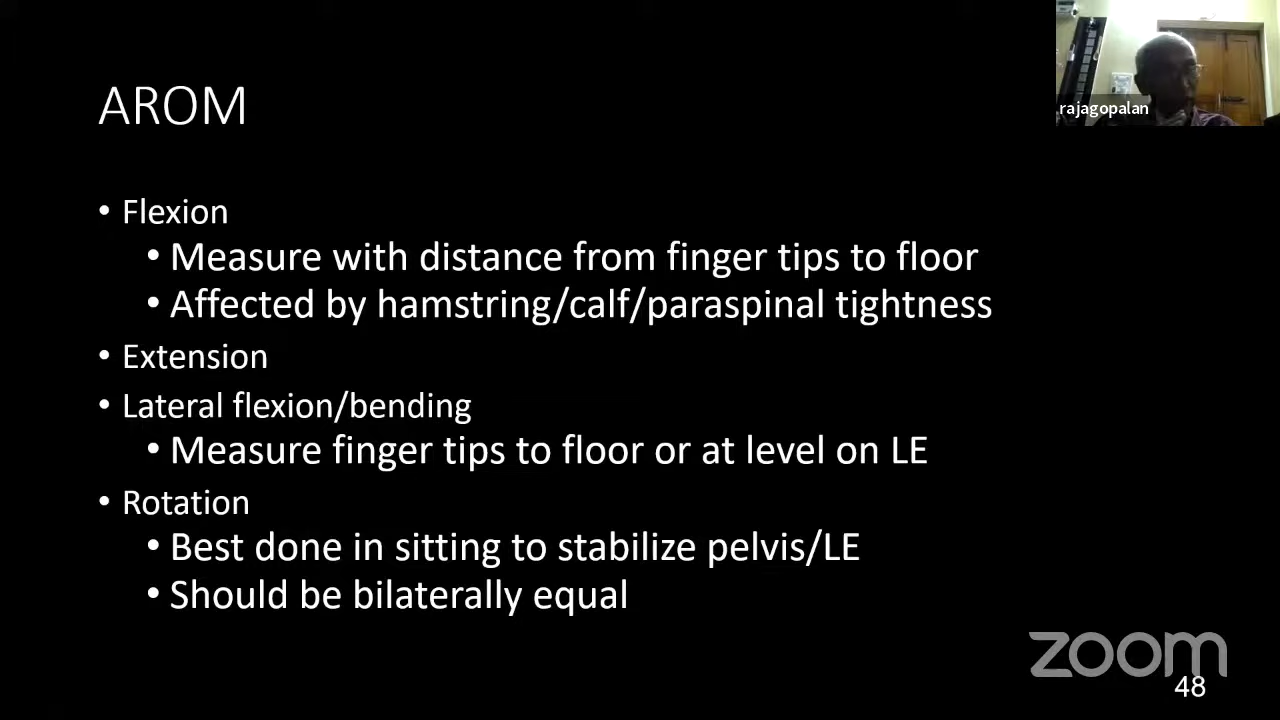 rajagopalan
AROM
• Flexion
• Measure with distance from finger tips to floor
• Affected by hamstring/calf/paraspinal tightness
• Extension
• Lateral flexion/bending
• Measure finger tips to floor or at level on LE
• Rotation
• Best done in sitting to stabilize pelvis/LE
• Should be bilaterally equal
zoom
48